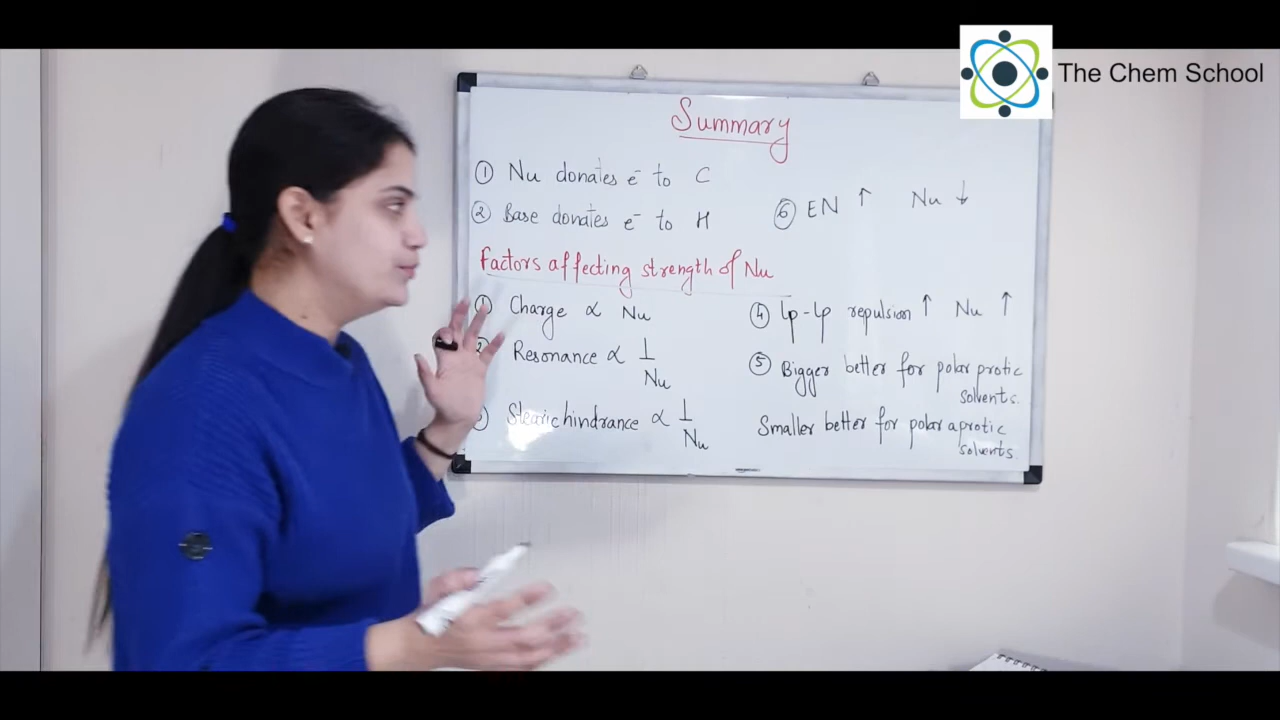 The Chem School
Summary
① Nu donates e⁻ to C
② Base donates e⁻ to H
⑥ EN ↑ Nu ↓
Factors affecting strength of Nu
① Charge ∝ Nu
② Resonance ∝ 1/Nu
Stearic hindrance ∝ 1/Nu
④ lp-lp repulsion ↑ Nu ↑
⑤ Bigger better for polar protic
solvents.
Smaller better for polar aprotic
solvents.